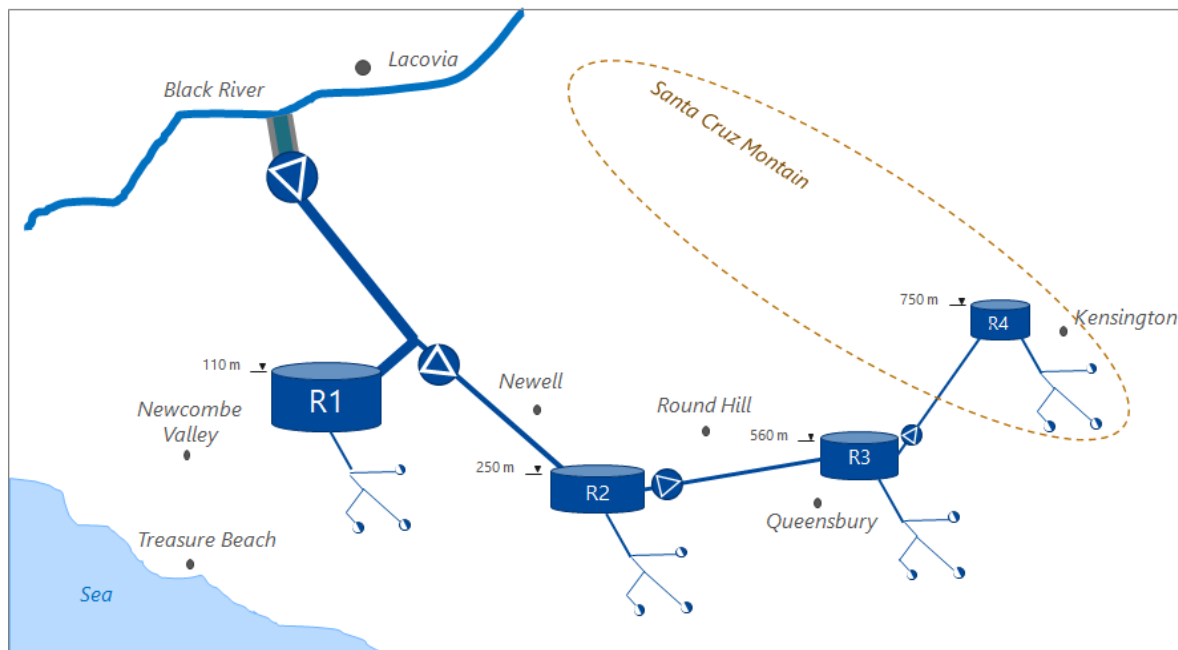 Lacovia
Black River
Santa Cruz Montain
750 m
R4
Kensington
110 m
R1
Newell
Newcombe
Valley
Round Hill
560 m
R3
250 m
R2
Queensbury
Treasure Beach
Sea